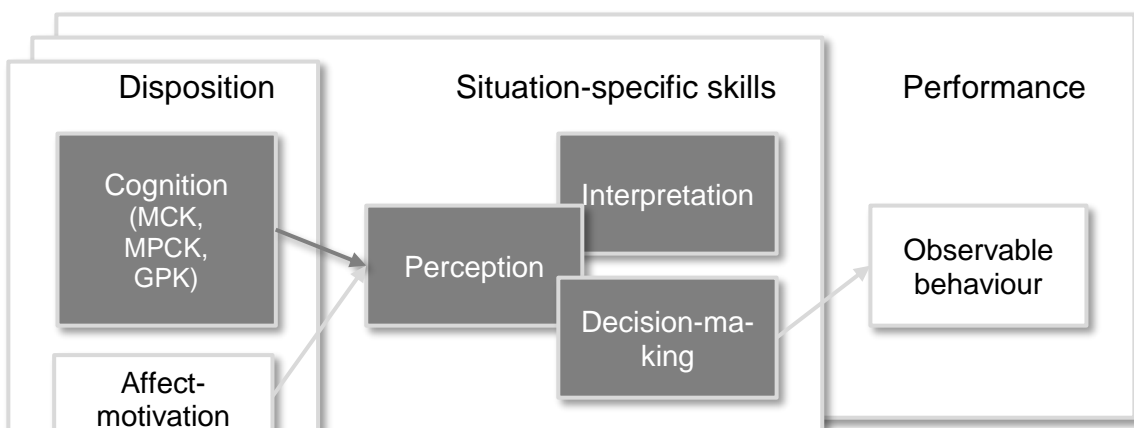 Disposition
Situation-specific skills
Performance
Cognition
(MCK,
MPCK,
GPK)
Interpretation
Perception
Observable
behaviour
Decision-ma-
king
Affect-
motivation